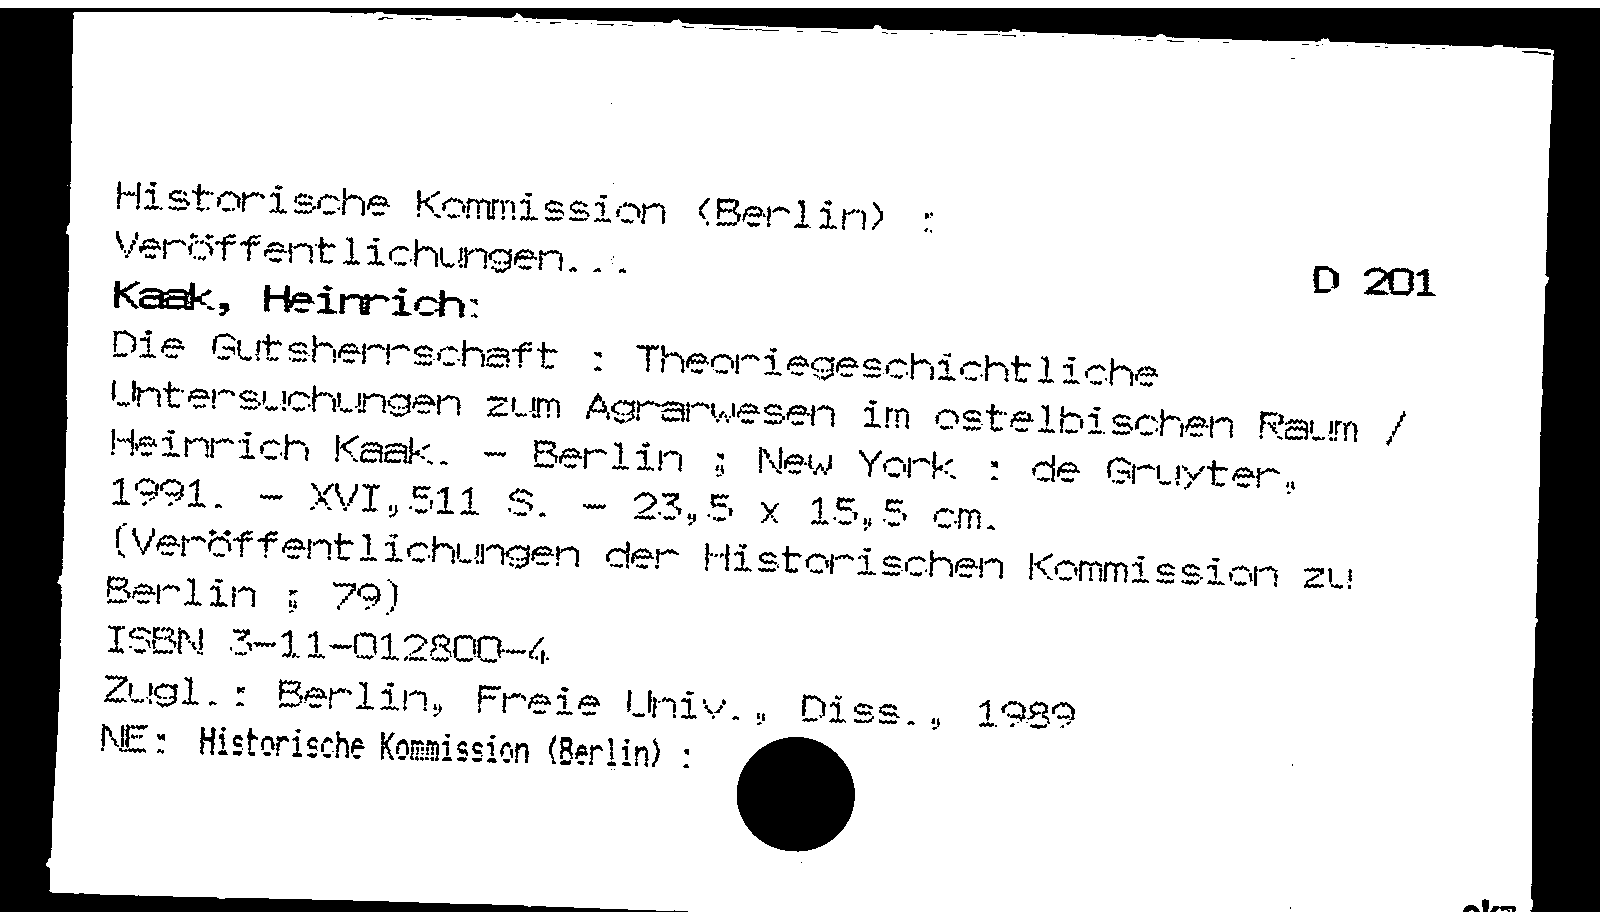 Historische Kommission (Berlin) :
Veröffentlichungen...
D 201
Kaak, Heinrich:
Die Gutsherrschaft : Theoriegeschichtliche
Untersuchungen zum Agrarwesen im ostelbischen Raum /
Heinrich Kaak. - Berlin ; New York : de Gruyter,
1991. - XVI,511 S. - 23,5 x 15,5 cm.
(Veröffentlichungen der Historischen Kommission zu
Berlin ; 79)
ISBN 3-11-012800-4
Zugl.: Berlin, Freie Univ., Diss., 1989
NE: Historische Kommission (Berlin) :